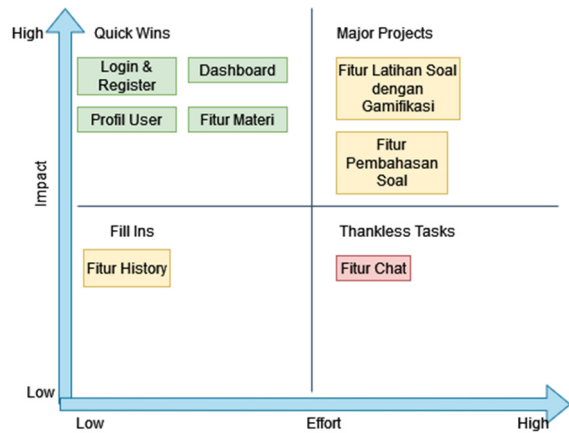 High
Quick Wins
Major Projects
Login &
Register
Dashboard
Profil User
Fitur Materi
Fitur Latihan Soal
dengan
Gamifikasi
Fitur
Pembahasan
Soal
Impact
Fill Ins
Thankless Tasks
Fitur History
Fitur Chat
Low
Low
Effort
High